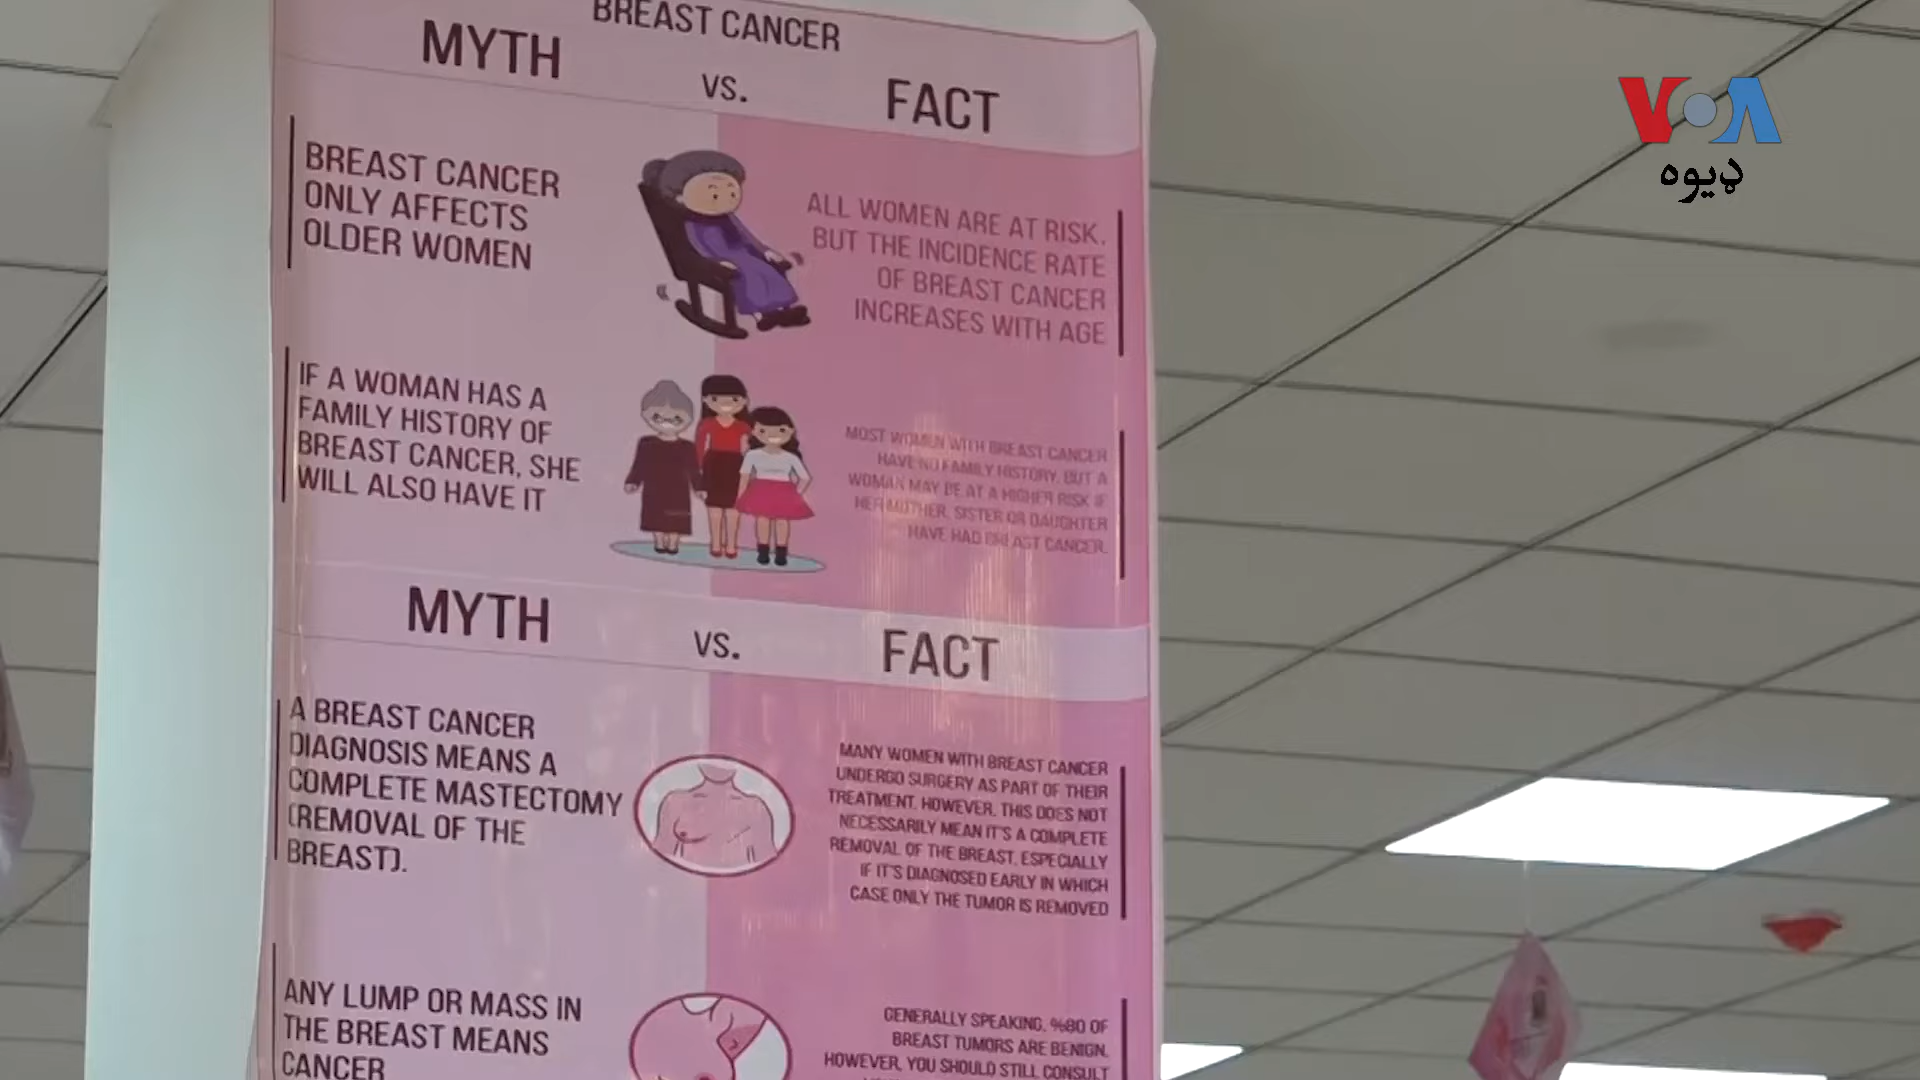 BREAST CANCER
MYTH
VS.
FACT
BREAST CANCER
ONLY AFFECTS
OLDER WOMEN
ALL WOMEN ARE AT RISK,
BUT THE INCIDENCE RATE
OF BREAST CANCER
INCREASES WITH AGE
IF A WOMAN HAS A
FAMILY HISTORY OF
BREAST CANCER, SHE
WILL ALSO HAVE IT
MOST WOMEN WITH BREAST CANCER
HAVE NO FAMILY HISTORY, BUT A
WOMAN MAY BE AT A HIGHER RISK IF
HER MOTHER, SISTER OR DAUGHTER
HAVE HAD BREAST CANCER.
MYTH
VS.
FACT
A BREAST CANCER
DIAGNOSIS MEANS A
COMPLETE MASTECTOMY
(REMOVAL OF THE
BREAST).
MANY WOMEN WITH BREAST CANCER
UNDERGO SURGERY AS PART OF THEIR
TREATMENT. HOWEVER, THIS DOES NOT
NECESSARILY MEAN IT'S A COMPLETE
REMOVAL OF THE BREAST, ESPECIALLY
IF IT'S DIAGNOSED EARLY IN WHICH
CASE ONLY THE TUMOR IS REMOVED
ANY LUMP OR MASS IN
THE BREAST MEANS
CANCER
GENERALLY SPEAKING, %80 OF
BREAST TUMORS ARE BENIGN.
HOWEVER, YOU SHOULD STILL CONSULT
VOA
ډیوه